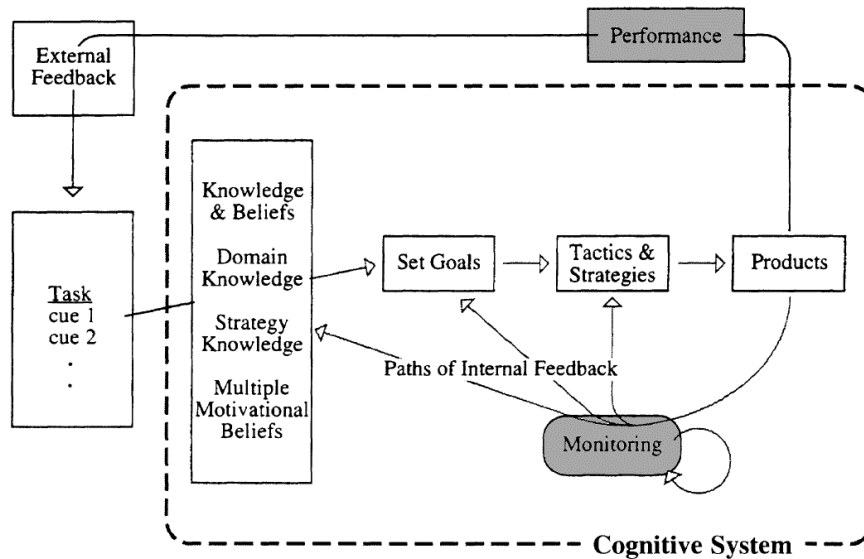 Performance
External
Feedback
Knowledge
& Beliefs
Domain
Knowledge
Strategy
Knowledge
Multiple
Motivational
Beliefs
Task
cue 1
cue 2
.
.
Set Goals
Tactics &
Strategies
Products
Paths of Internal Feedback
Monitoring
Cognitive System